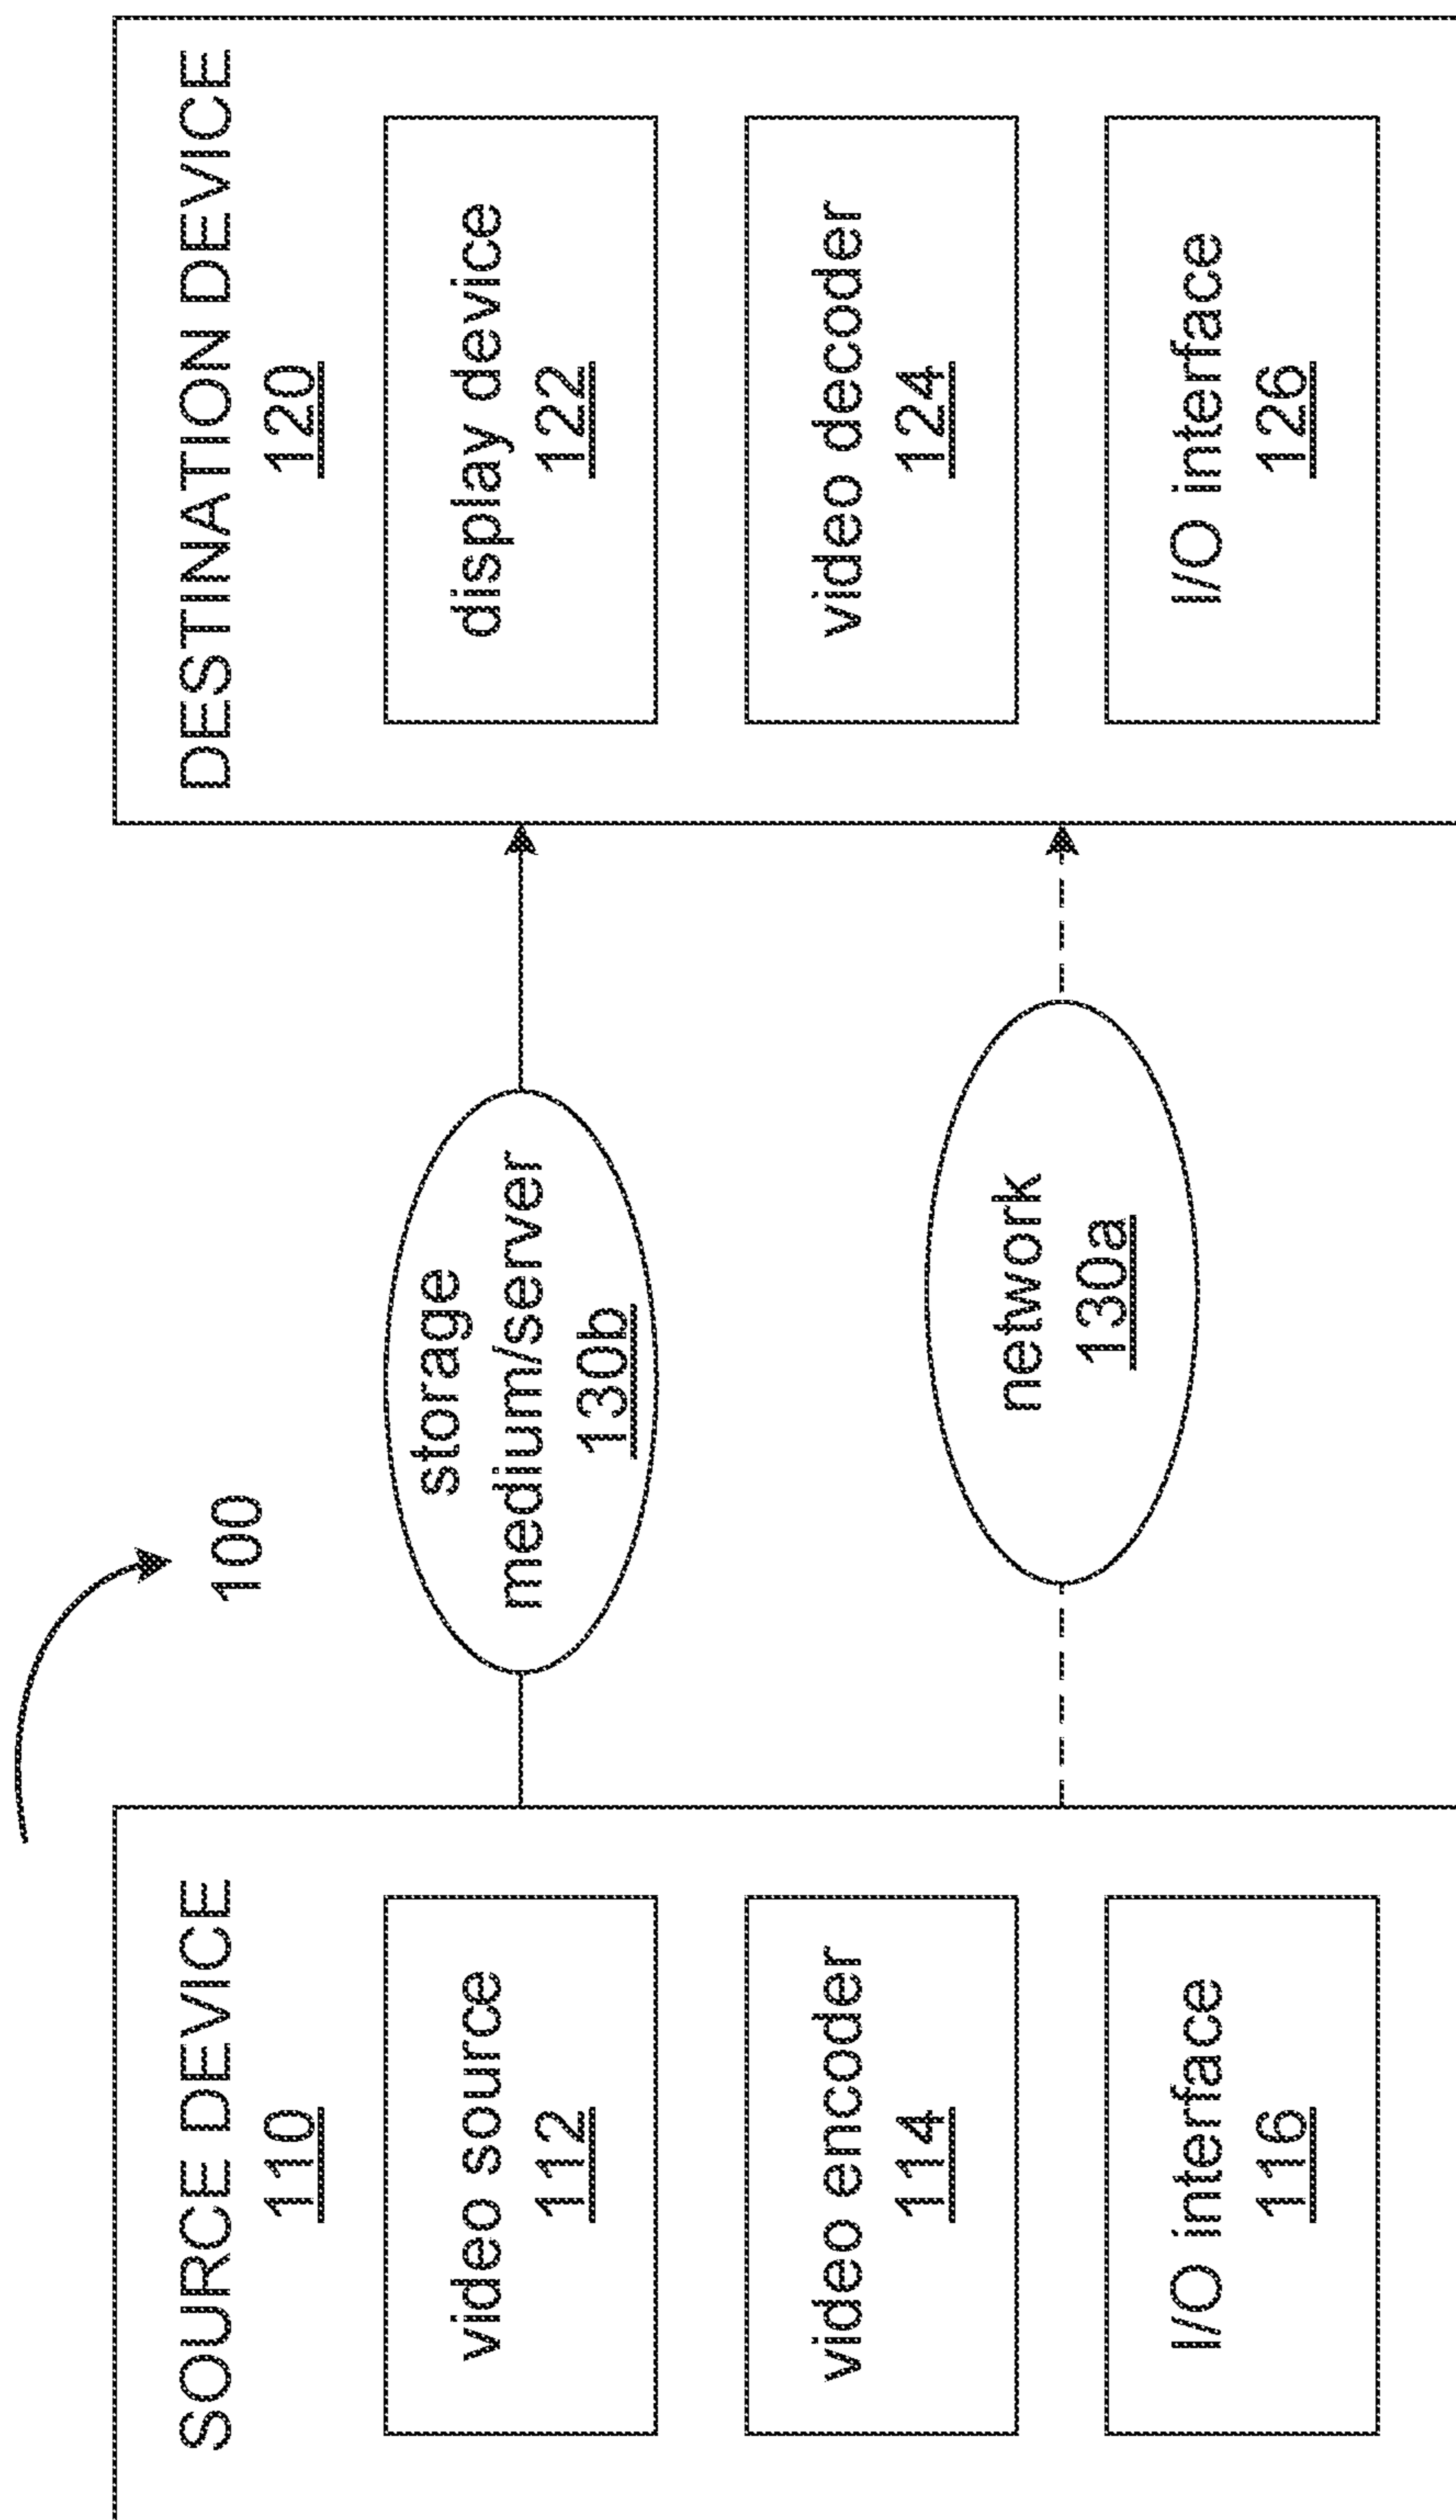 100
SOURCE DEVICE
110
video source
112
video encoder
114
I/O interface
116
storage
medium/server
130b
network
130a
DESTINATION DEVICE
120
display device
122
video decoder
124
I/O interface
126